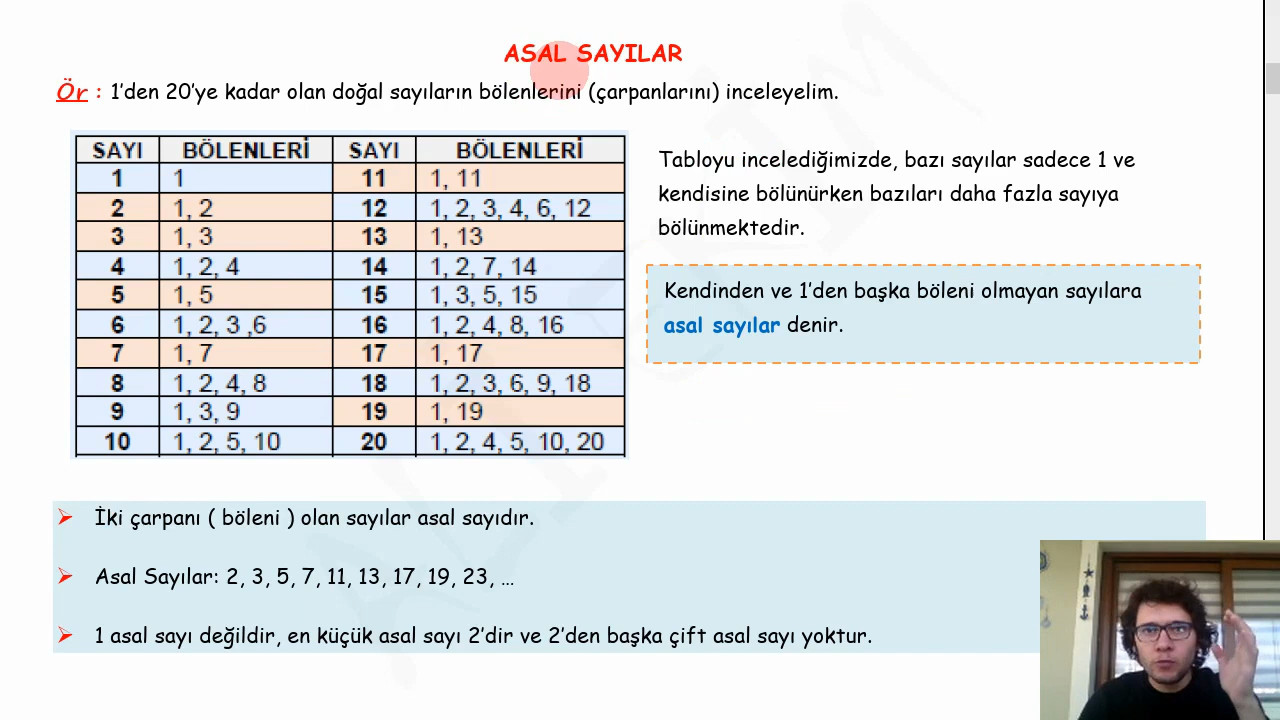 ASAL SAYILAR
Ör : 1'den 20'ye kadar olan doğal sayıların bölenlerini (çarpanlarını) inceleyelim.
SAYI BÖLENLERİ SAYI BÖLENLERİ
1 1 11 1, 11
2 1, 2 12 1, 2, 3, 4, 6, 12
3 1, 3 13 1, 13
4 1, 2, 4 14 1, 2, 7, 14
5 1, 5 15 1, 3, 5, 15
6 1, 2, 3 ,6 16 1, 2, 4, 8, 16
7 1, 7 17 1, 17
8 1, 2, 4, 8 18 1, 2, 3, 6, 9, 18
9 1, 3, 9 19 1, 19
10 1, 2, 5, 10 20 1, 2, 4, 5, 10, 20
Tabloyu incelediğimizde, bazı sayılar sadece 1 ve
kendisine bölünürken bazıları daha fazla sayıya
bölünmektedir.
Kendinden ve 1'den başka böleni olmayan sayılara
asal sayılar denir.
➢ İki çarpanı ( böleni ) olan sayılar asal sayıdır.
➢ Asal Sayılar: 2, 3, 5, 7, 11, 13, 17, 19, 23, …
➢ 1 asal sayı değildir, en küçük asal sayı 2'dir ve 2'den başka çift asal sayı yoktur.